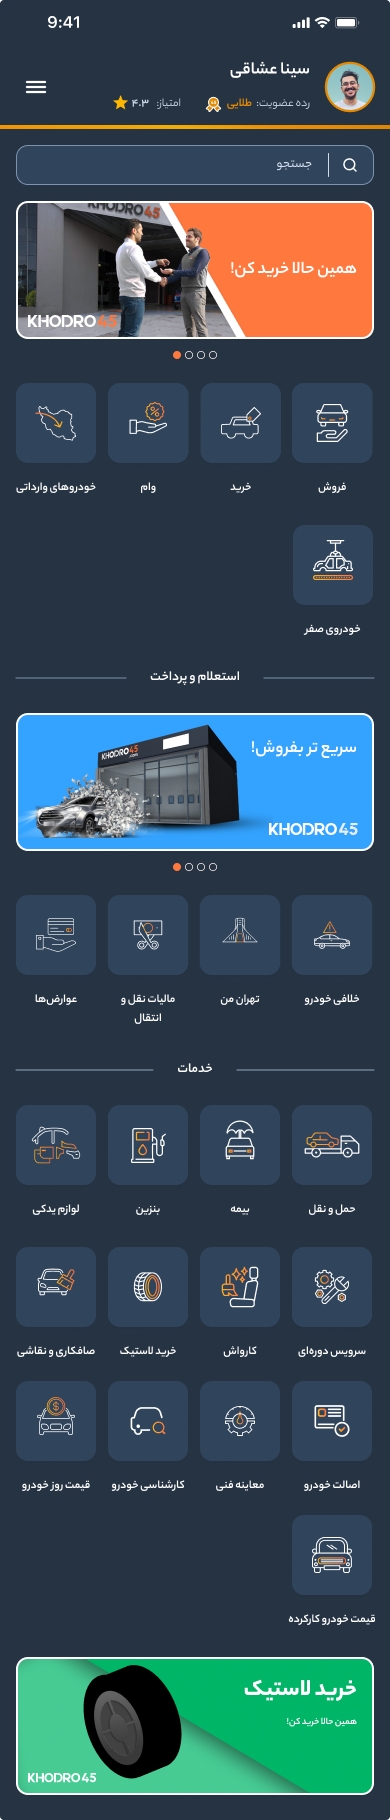 9:41
سینا عشاقی
رده عضویت: طلایی امتیاز: ۴.۳
جستجو
KHODRO45
همین حالا خرید کن!
KHODRO45
فروش
خرید
وام
خودروهای وارداتی
خودروی صفر
استعلام و پرداخت
سریع تر بفروش!
KHODRO45
.com
KHODRO45
خلافی خودرو
تهران من
مالیات نقل و
انتقال
عوارض‌ها
خدمات
حمل و نقل
بیمه
بنزین
لوازم یدکی
سرویس دوره‌ای
کارواش
خرید لاستیک
صافکاری و نقاشی
اصالت خودرو
معاینه فنی
کارشناسی خودرو
قیمت روز خودرو
قیمت خودرو کارکرده
خرید لاستیک
همین حالا خرید کن!
KHODRO45